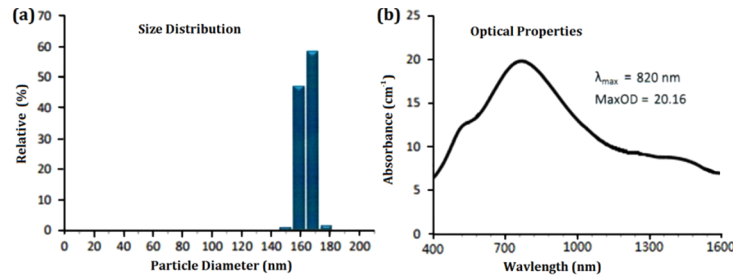 (a)
Size Distribution
70
60
50
40
30
20
10
0
Relative (%)
0 20 40 60 80 100 120 140 160 180 200
Particle Diameter (nm)
(b)
Optical Properties
25
20
15
10
5
0
Absorbance (cm⁻¹)
λmax = 820 nm
MaxOD = 20.16
400 700 1000 1300 1600
Wavlength (nm)